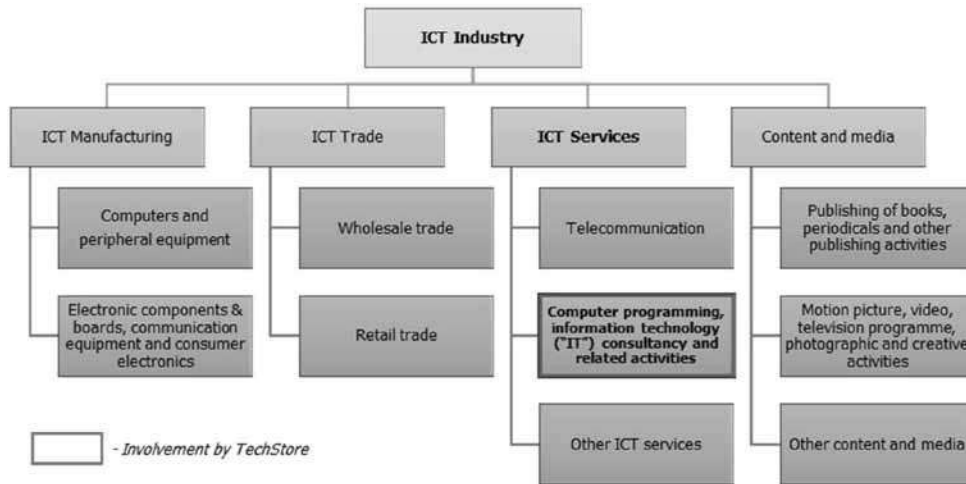 ICT Industry
ICT Manufacturing
ICT Trade
ICT Services
Content and media
Computers and
peripheral equipment
Wholesale trade
Telecommunication
Publishing of books,
periodicals and other
publishing activities
Electronic components &
boards, communication
equipment and consumer
electronics
Retail trade
Computer programming,
information technology
("IT") consultancy and
related activities
Motion picture, video,
television programme,
photographic and creative
activities
Other ICT services
Other content and media
- Involvement by TechStore